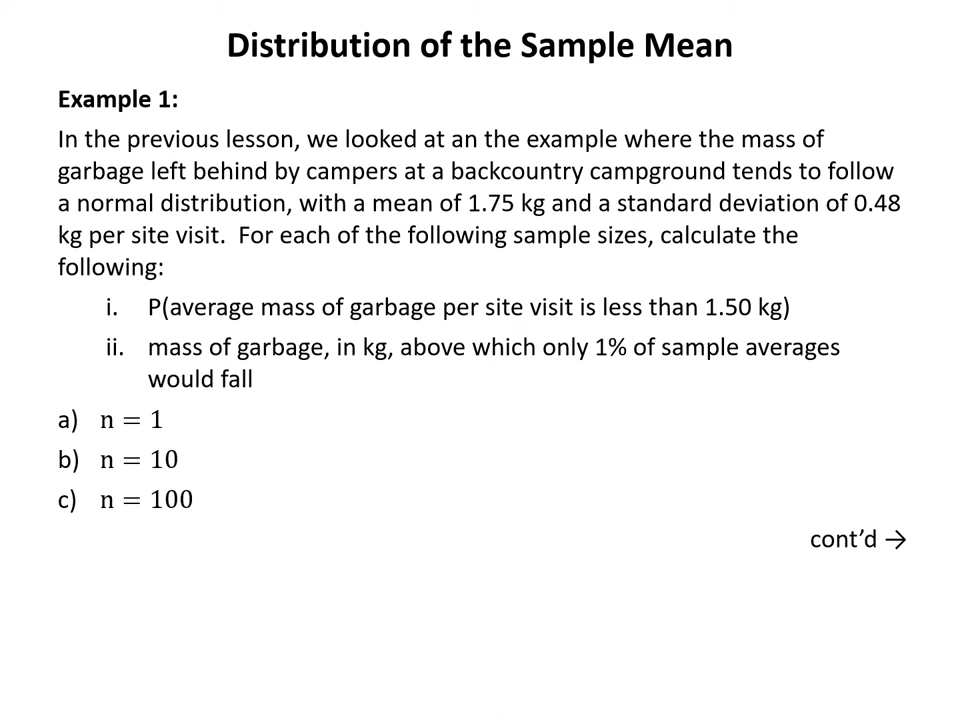 Distribution of the Sample Mean
Example 1:
In the previous lesson, we looked at an the example where the mass of
garbage left behind by campers at a backcountry campground tends to follow
a normal distribution, with a mean of 1.75 kg and a standard deviation of 0.48
kg per site visit.  For each of the following sample sizes, calculate the
following:
i. P(average mass of garbage per site visit is less than 1.50 kg)
ii. mass of garbage, in kg, above which only 1% of sample averages
would fall
a) n = 1
b) n = 10
c) n = 100
cont’d →